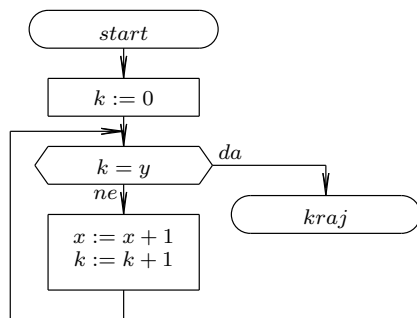 start
k := 0
k = y
da
ne
kraj
x := x + 1
k := k + 1